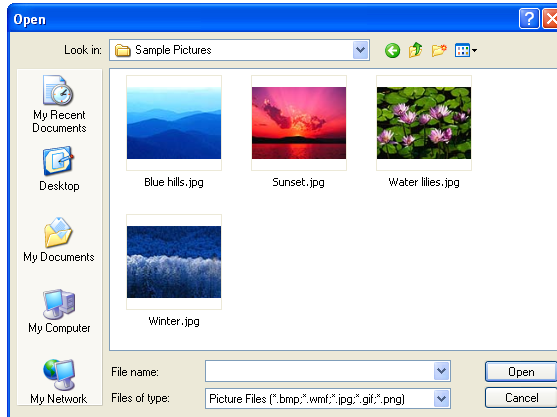 Open
Look in: Sample Pictures
My Recent
Documents
Desktop
My Documents
My Computer
My Network
Blue hills.jpg
Sunset.jpg
Water lilies.jpg
Winter.jpg
File name:
Open
Files of type: Picture Files (*.bmp;*.wmf;*.jpg;*.gif;*.png)
Cancel